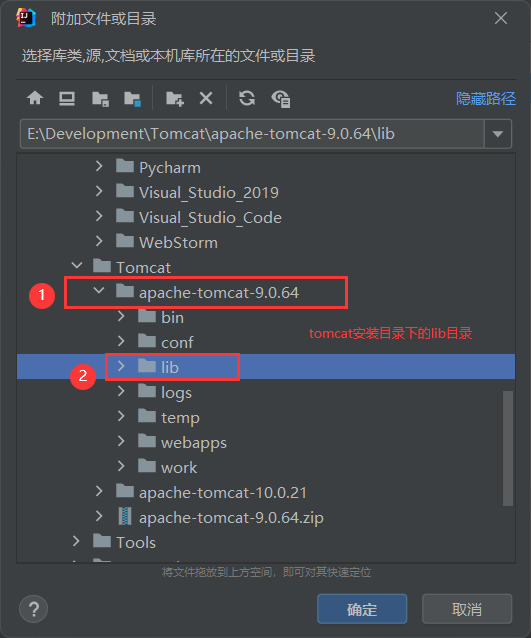 附加文件或目录
选择库类,源,文档或本机库所在的文件或目录
隐藏路径
E:\Development\Tomcat\apache-tomcat-9.0.64\lib
Pycharm
Visual_Studio_2019
Visual_Studio_Code
WebStorm
Tomcat
1 apache-tomcat-9.0.64
bin
tomcat安装目录下的lib目录
conf
2 lib
logs
temp
webapps
work
apache-tomcat-10.0.21
apache-tomcat-9.0.64.zip
Tools
将文件拖放到上方空间，即可对其快速定位
? 确定 取消